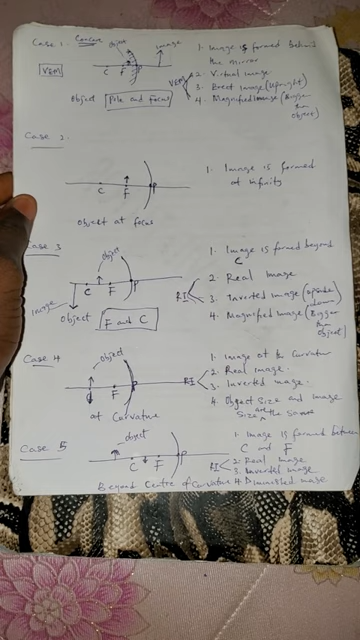 Case 1. Concave
object
image
1. Image is formed behind
the mirror
VEM
C F P
VEM
2. Virtual image
3. Erect image (Upright)
4. Magnified image (Bigger
than
object)
Object Pole and focus
Case 2.
C F P
1. Image is formed
at infinity
Object at focus
Case 3
object
1. Image is formed beyond
C
C F P
2. Real Image
RI
3. Inverted image (upside
down
4. Magnified image (Bigger
than
object)
image
object F and C
Case 4
object
1. Image at the Curvature
2. Real image.
RI
3. Inverted image.
F P
4. Object size and image
size are the same
at Curvature
Case 5
object
1. Image is formed between
C and F
C F P
RI
2. Real image
3. Inverted image
Beyond Centre of Curvature 4. Diminished image